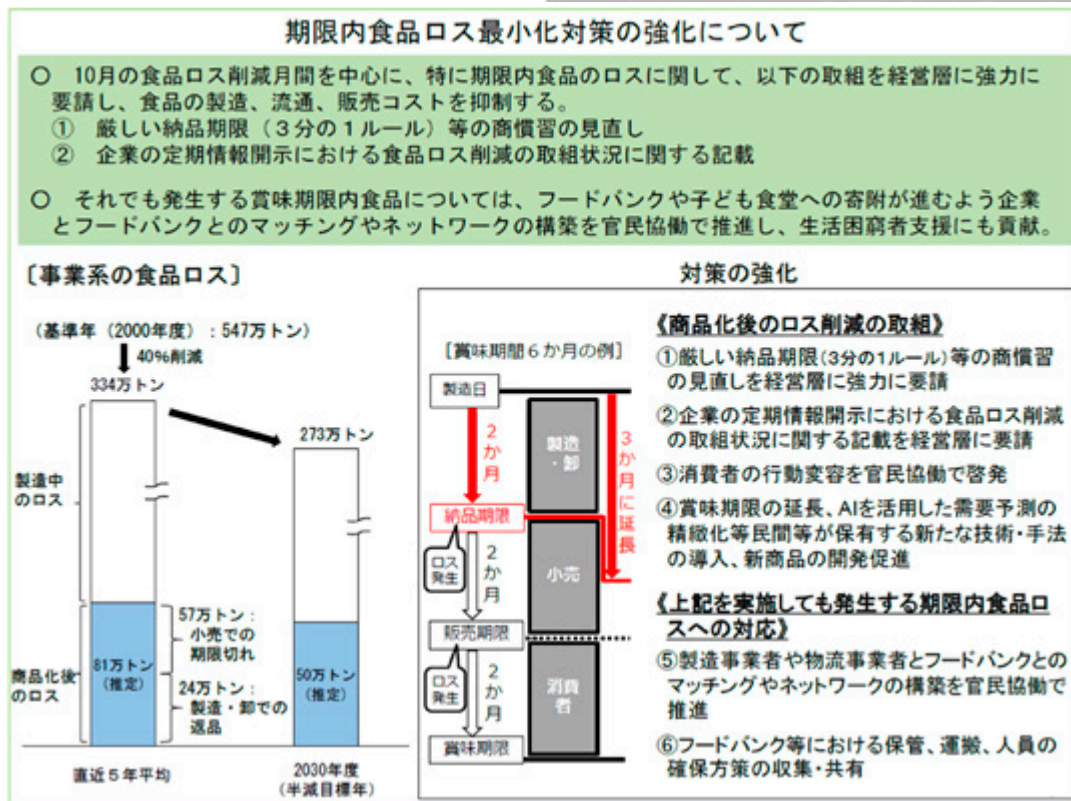 期限内食品ロス最小化対策の強化について
○ 10月の食品ロス削減月間を中心に、特に期限内食品のロスに関して、以下の取組を経営層に強力に
要請し、食品の製造、流通、販売コストを抑制する。
① 厳しい納品期限（３分の１ルール）等の商慣習の見直し
② 企業の定期情報開示における食品ロス削減の取組状況に関する記載
○ それでも発生する賞味期限内食品については、フードバンクや子ども食堂への寄附が進むよう企業
とフードバンクとのマッチングやネットワークの構築を官民協働で推進し、生活困窮者支援にも貢献。
〔事業系の食品ロス〕
（基準年（2000年度）：547万トン）
40%削減
334万トン
273万トン
製造中
のロス
商品化後
のロス
81万トン
（推定）
57万トン：
小売での
期限切れ
24万トン：
製造・卸での
返品
50万トン
（推定）
直近５年平均
2030年度
（半減目標年）
対策の強化
［賞味期間６か月の例］
製造日
２か月
製造・卸
３か月に延長
納品期限
ロス
発生
２か月
小売
販売期限
ロス
発生
２か月
消費者
賞味期限
《商品化後のロス削減の取組》
①厳しい納品期限（3分の1ルール）等の商慣習
の見直しを経営層に強力に要請
②企業の定期情報開示における食品ロス削減
の取組状況に関する記載を経営層に要請
③消費者の行動変容を官民協働で啓発
④賞味期限の延長、AIを活用した需要予測の
精緻化等民間等が保有する新たな技術・手法
の導入、新商品の開発促進
《上記を実施しても発生する期限内食品ロ
スへの対応》
⑤製造事業者や物流事業者とフードバンクとの
マッチングやネットワークの構築を官民協働で
推進
⑥フードバンク等における保管、運搬、人員の
確保方策の収集・共有